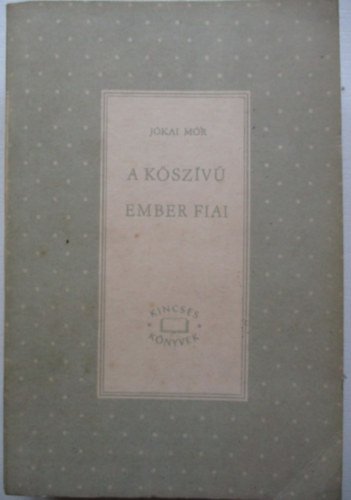 JÓKAI MÓR
A KŐSZÍVŰ
EMBER FIAI
KINCSES
KÖNYVEK